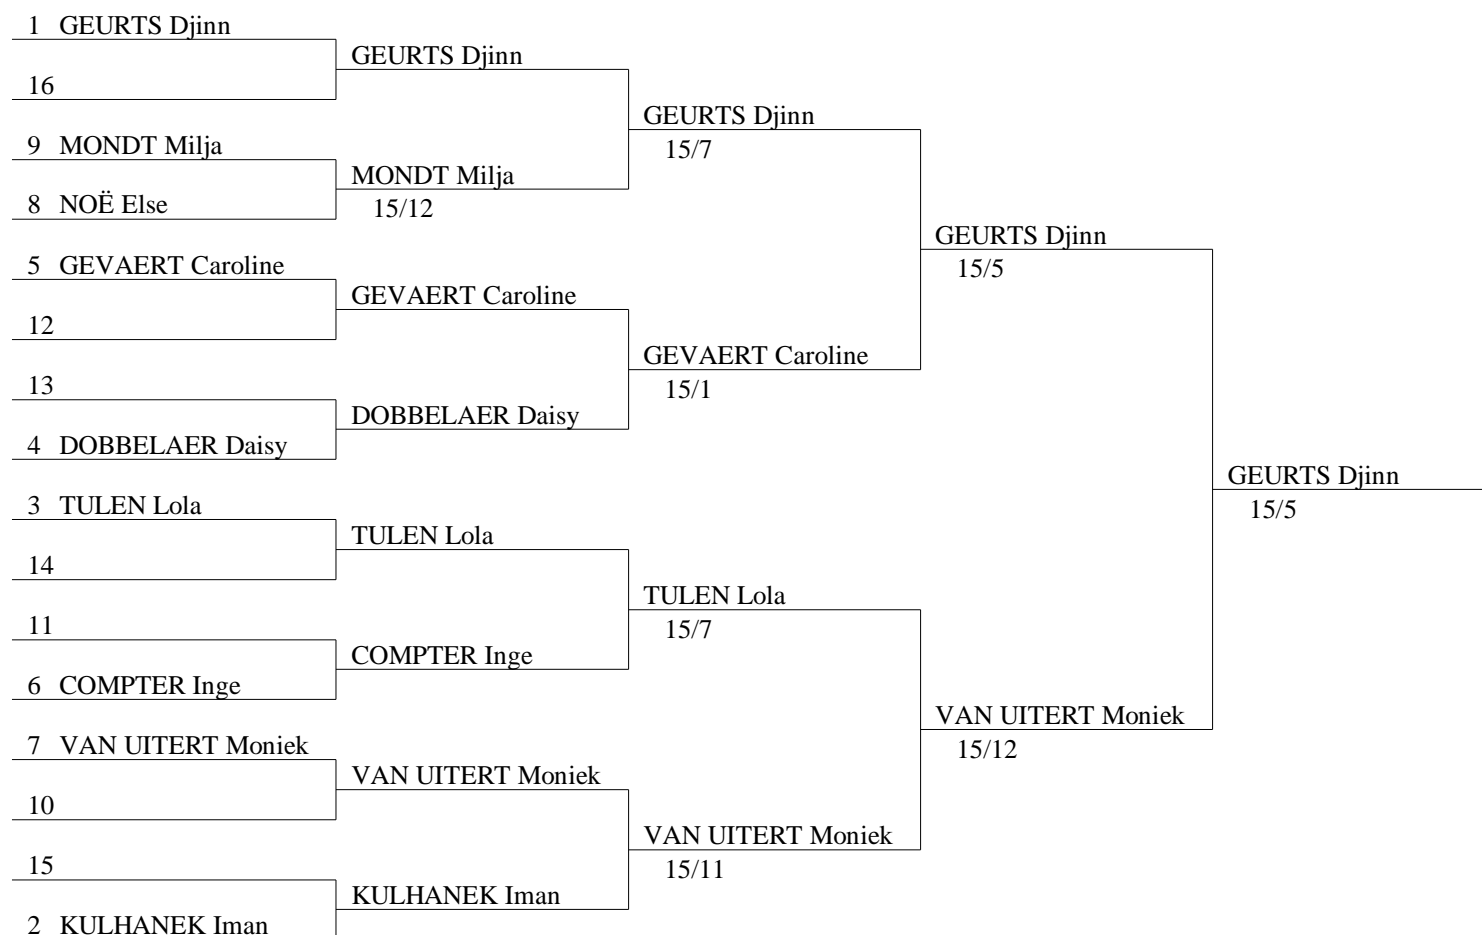 1 GEURTS Djinn
16
9 MONDT Milja
8 NOË Else
5 GEVAERT Caroline
12
13
4 DOBBELAER Daisy
3 TULEN Lola
14
11
6 COMPTER Inge
7 VAN UITERT Moniek
10
15
2 KULHANEK Iman
GEURTS Djinn
MONDT Milja
15/12
GEVAERT Caroline
DOBBELAER Daisy
TULEN Lola
COMPTER Inge
VAN UITERT Moniek
KULHANEK Iman
GEURTS Djinn
15/7
GEVAERT Caroline
15/1
TULEN Lola
15/7
VAN UITERT Moniek
15/11
GEURTS Djinn
15/5
VAN UITERT Moniek
15/12
GEURTS Djinn
15/5